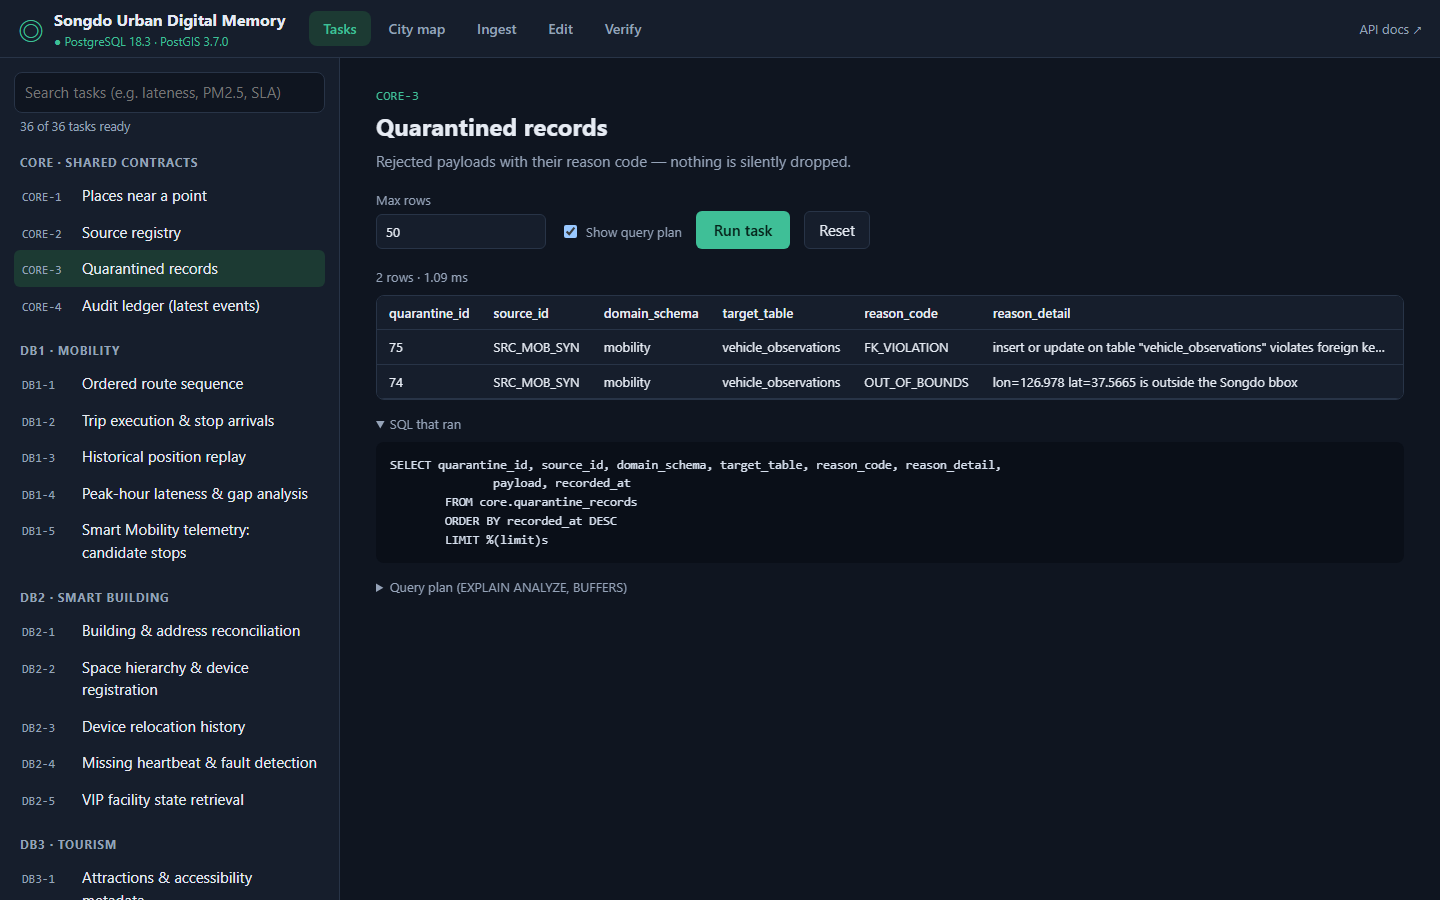 Songdo Urban Digital Memory
● PostgreSQL 18.3 · PostGIS 3.7.0
Tasks
City map
Ingest
Edit
Verify
API docs ↗
Search tasks (e.g. lateness, PM2.5, SLA)
36 of 36 tasks ready
CORE · SHARED CONTRACTS
CORE-1 Places near a point
CORE-2 Source registry
CORE-3 Quarantined records
CORE-4 Audit ledger (latest events)
DB1 · MOBILITY
DB1-1 Ordered route sequence
DB1-2 Trip execution & stop arrivals
DB1-3 Historical position replay
DB1-4 Peak-hour lateness & gap analysis
DB1-5 Smart Mobility telemetry:
candidate stops
DB2 · SMART BUILDING
DB2-1 Building & address reconciliation
DB2-2 Space hierarchy & device
registration
DB2-3 Device relocation history
DB2-4 Missing heartbeat & fault detection
DB2-5 VIP facility state retrieval
DB3 · TOURISM
DB3-1 Attractions & accessibility
metadata
CORE-3
Quarantined records
Rejected payloads with their reason code — nothing is silently dropped.
Max rows
50
Show query plan
Run task
Reset
2 rows · 1.09 ms
quarantine_id source_id domain_schema target_table reason_code reason_detail
75 SRC_MOB_SYN mobility vehicle_observations FK_VIOLATION insert or update on table "vehicle_observations" violates foreign ke...
74 SRC_MOB_SYN mobility vehicle_observations OUT_OF_BOUNDS lon=126.978 lat=37.5665 is outside the Songdo bbox
▼ SQL that ran
SELECT quarantine_id, source_id, domain_schema, target_table, reason_code, reason_detail,
payload, recorded_at
FROM core.quarantine_records
ORDER BY recorded_at DESC
LIMIT %(limit)s
▶ Query plan (EXPLAIN ANALYZE, BUFFERS)